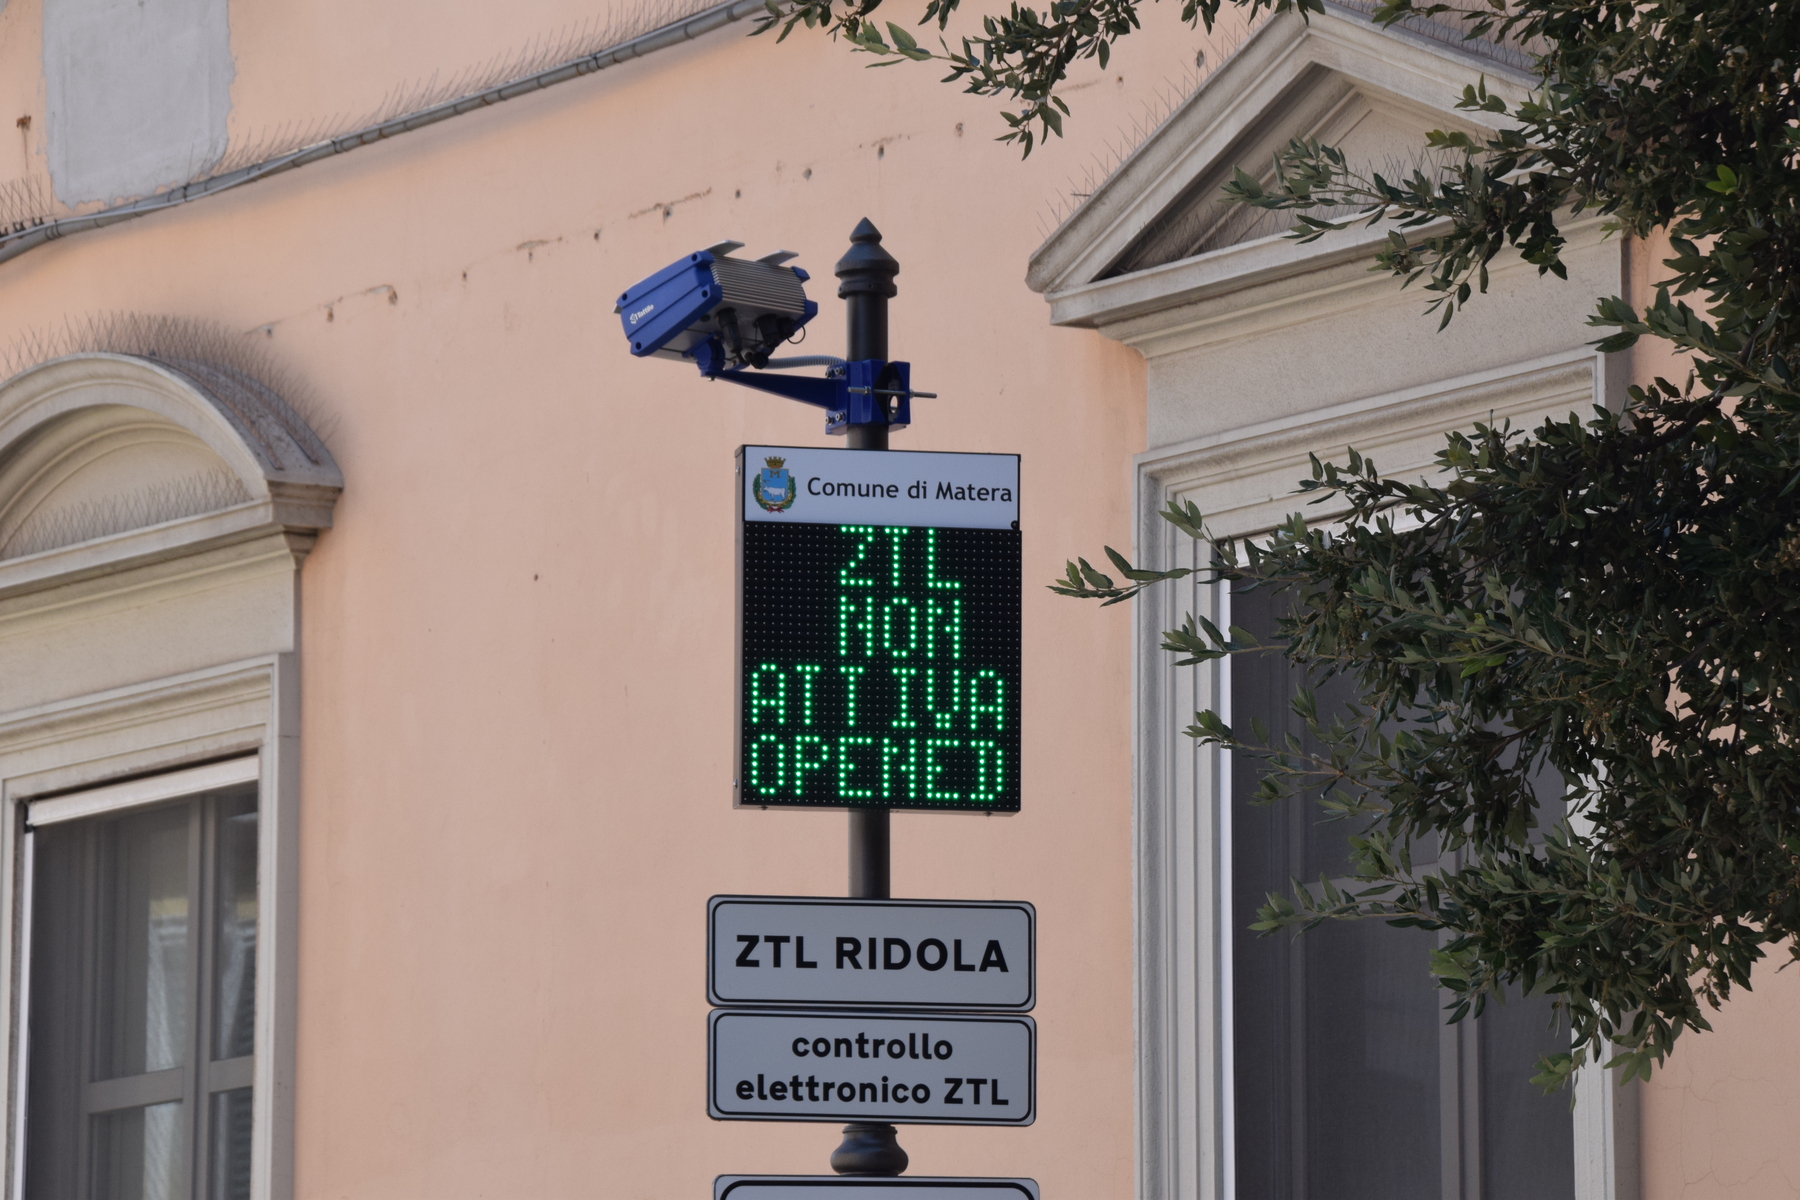 Comune di Matera
ZTL
NON
ATTIVA
OPENED
ZTL RIDOLA
controllo
elettronico ZTL